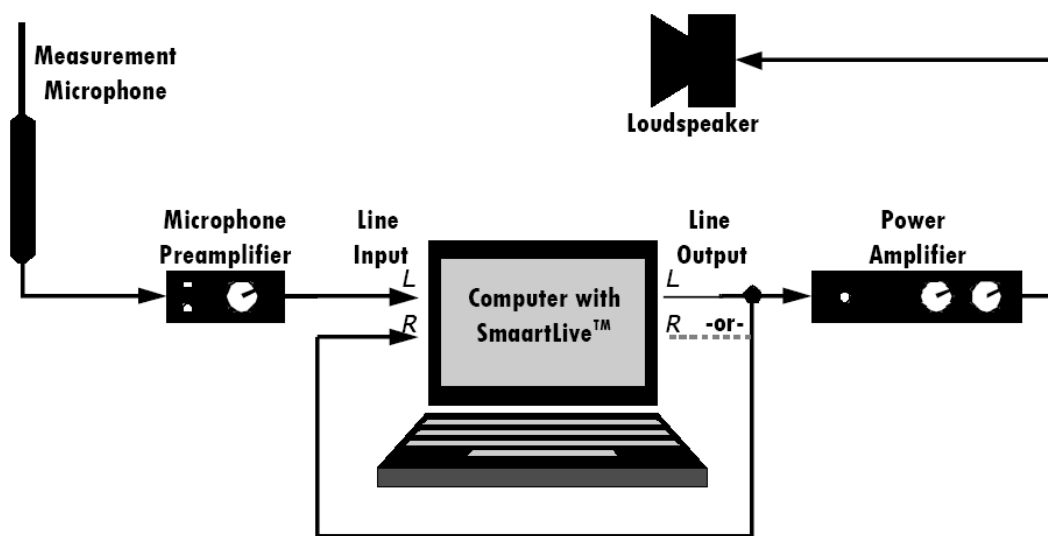 Measurement
Microphone
Loudspeaker
Microphone
Preamplifier
Line
Input
L
R
Computer with
SmaartLive™
Line
Output
L
R -or-
Power
Amplifier